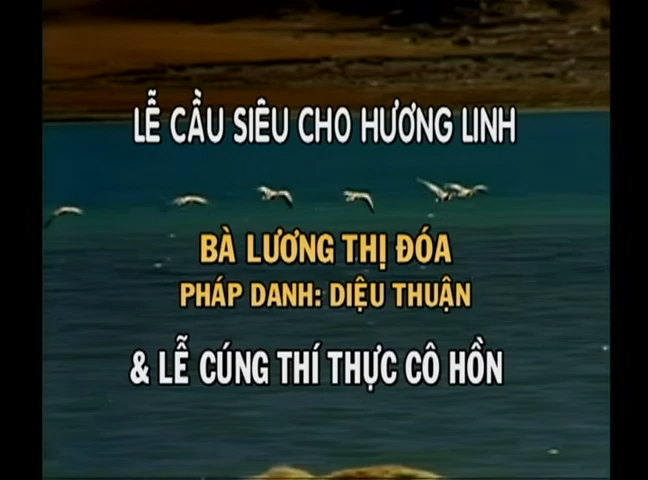 LỄ CẦU SIÊU CHO HƯƠNG LINH
BÀ LƯƠNG THỊ ĐÓA
PHÁP DANH: DIỆU THUẬN
& LỄ CÚNG THÍ THỰC CÔ HỒN